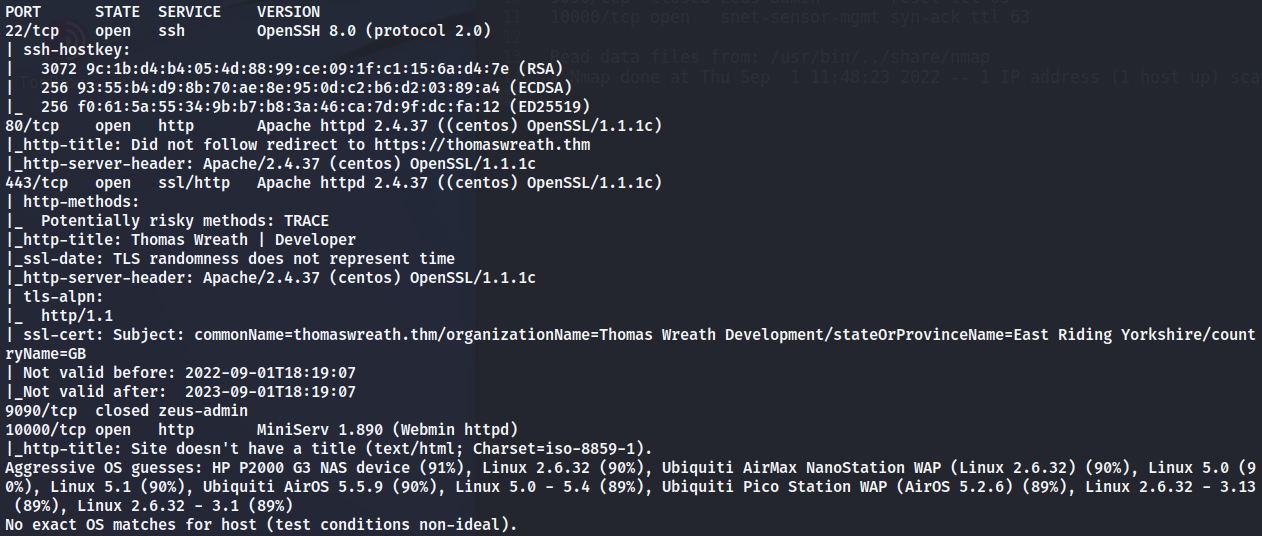 PORT      STATE  SERVICE     VERSION
22/tcp    open   ssh         OpenSSH 8.0 (protocol 2.0)
| ssh-hostkey:
|   3072 9c:1b:d4:b4:05:4d:88:99:ce:09:1f:c1:15:6a:d4:7e (RSA)
|   256 93:55:b4:d9:8b:70:ae:8e:95:0d:c2:b6:d2:03:89:a4 (ECDSA)
|_  256 f0:61:5a:55:34:9b:b7:b8:3a:46:ca:7d:9f:dc:fa:12 (ED25519)
80/tcp    open   http        Apache httpd 2.4.37 ((centos) OpenSSL/1.1.1c)
|_http-title: Did not follow redirect to https://thomaswreath.thm
|_http-server-header: Apache/2.4.37 (centos) OpenSSL/1.1.1c
443/tcp   open   ssl/http    Apache httpd 2.4.37 ((centos) OpenSSL/1.1.1c)
| http-methods:
|_  Potentially risky methods: TRACE
|_http-title: Thomas Wreath | Developer
|_ssl-date: TLS randomness does not represent time
|_http-server-header: Apache/2.4.37 (centos) OpenSSL/1.1.1c
| tls-alpn:
|_  http/1.1
| ssl-cert: Subject: commonName=thomaswreath.thm/organizationName=Thomas Wreath Development/stateOrProvinceName=East Riding Yorkshire/count
ryName=GB
| Not valid before: 2022-09-01T18:19:07
|_Not valid after:  2023-09-01T18:19:07
9090/tcp  closed zeus-admin
10000/tcp open   http        MiniServ 1.890 (Webmin httpd)
|_http-title: Site doesn't have a title (text/html; Charset=iso-8859-1).
Aggressive OS guesses: HP P2000 G3 NAS device (91%), Linux 2.6.32 (90%), Ubiquiti AirMax NanoStation WAP (Linux 2.6.32) (90%), Linux 5.0 (9
0%), Linux 5.1 (90%), Ubiquiti AirOS 5.5.9 (90%), Linux 5.0 - 5.4 (89%), Ubiquiti Pico Station WAP (AirOS 5.2.6) (89%), Linux 2.6.32 - 3.13
 (89%), Linux 2.6.32 - 3.1 (89%)
No exact OS matches for host (test conditions non-ideal).
10000/tcp open   snet-sensor-mgmt syn-ack ttl 63
12
Read data files from: /usr/bin/../share/nmap
Nmap done at Thu Sep  1 11:48:23 2022 -- 1 IP address (1 host up)